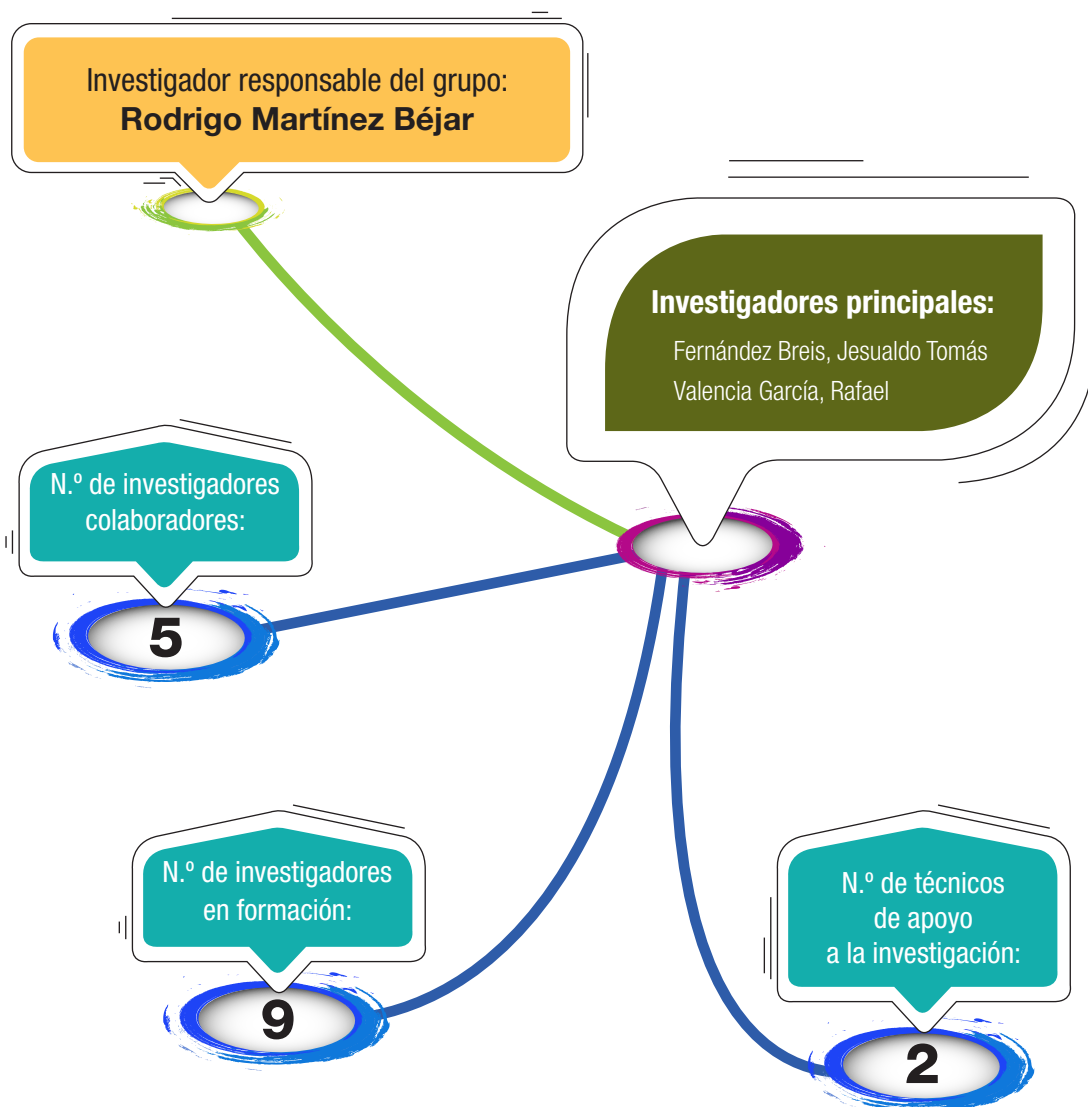 Investigador responsable del grupo:
Rodrigo Martínez Béjar
Investigadores principales:
Fernández Breis, Jesualdo Tomás
Valencia García, Rafael
N.º de investigadores
colaboradores:
5
N.º de investigadores
en formación:
9
N.º de técnicos
de apoyo
a la investigación:
2